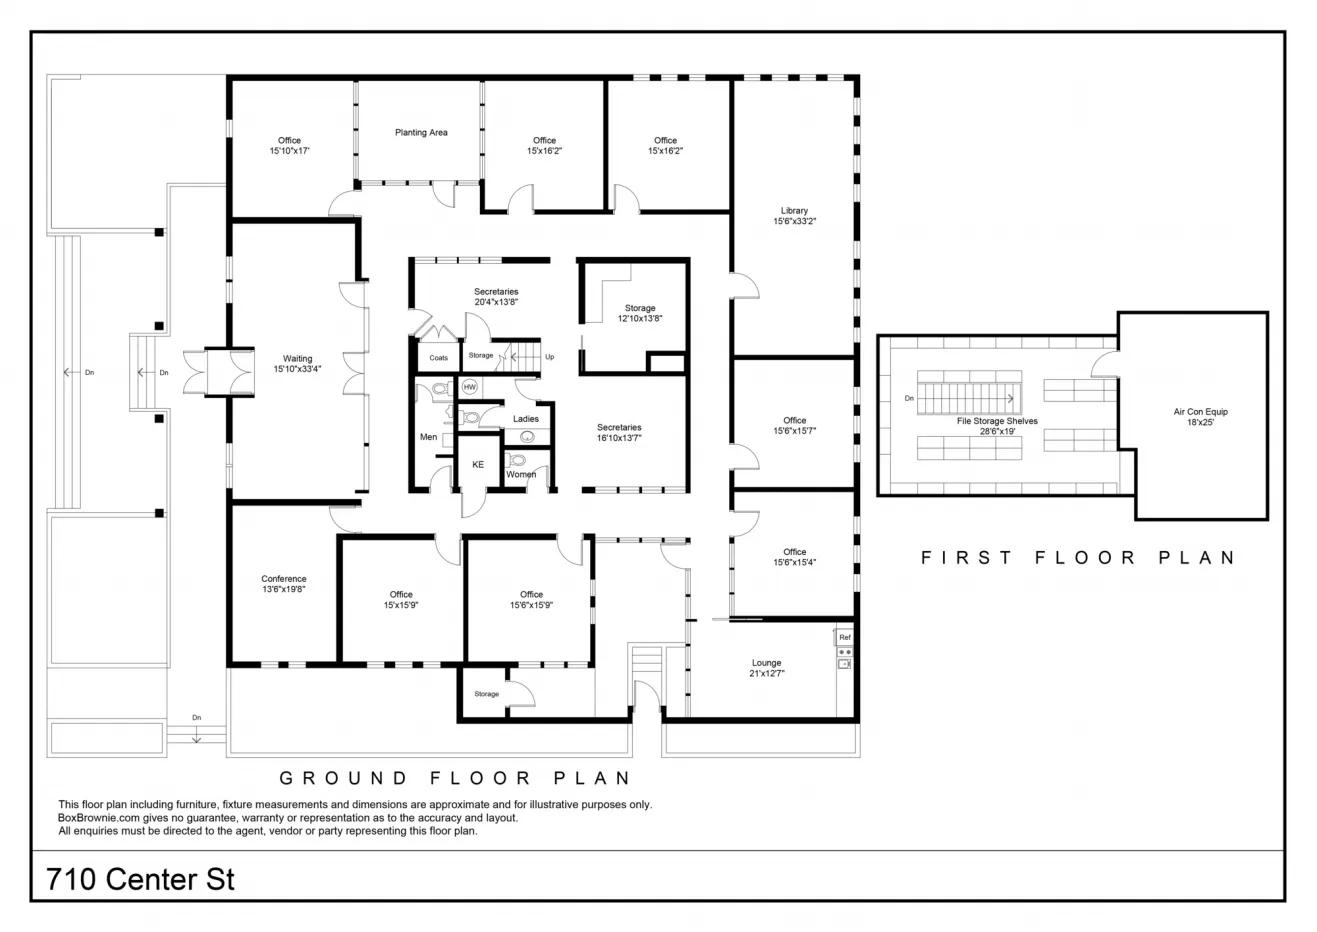 Office
15'10"x17'
Planting Area
Office
15'x16'2"
Office
15'x16'2"
Library
15'6"x33'2"
Secretaries
20'4"x13'8"
Storage
12'10x13'8"
Waiting
15'10"x33'4"
Coats
Storage
Up
Dn
Dn
HW
Ladies
Men
KE
Women
Secretaries
16'10x13'7"
Office
15'6"x15'7"
Office
15'6"x15'4"
Conference
13'6"x19'8"
Office
15'x15'9"
Office
15'6"x15'9"
Storage
Lounge
21'x12'7"
Ref
Dn
Dn
File Storage Shelves
28'6"x19'
Air Con Equip
18'x25'
FIRST FLOOR PLAN
GROUND FLOOR PLAN
This floor plan including furniture, fixture measurements and dimensions are approximate and for illustrative purposes only.
BoxBrownie.com gives no guarantee, warranty or representation as to the accuracy and layout.
All enquiries must be directed to the agent, vendor or party representing this floor plan.
710 Center St